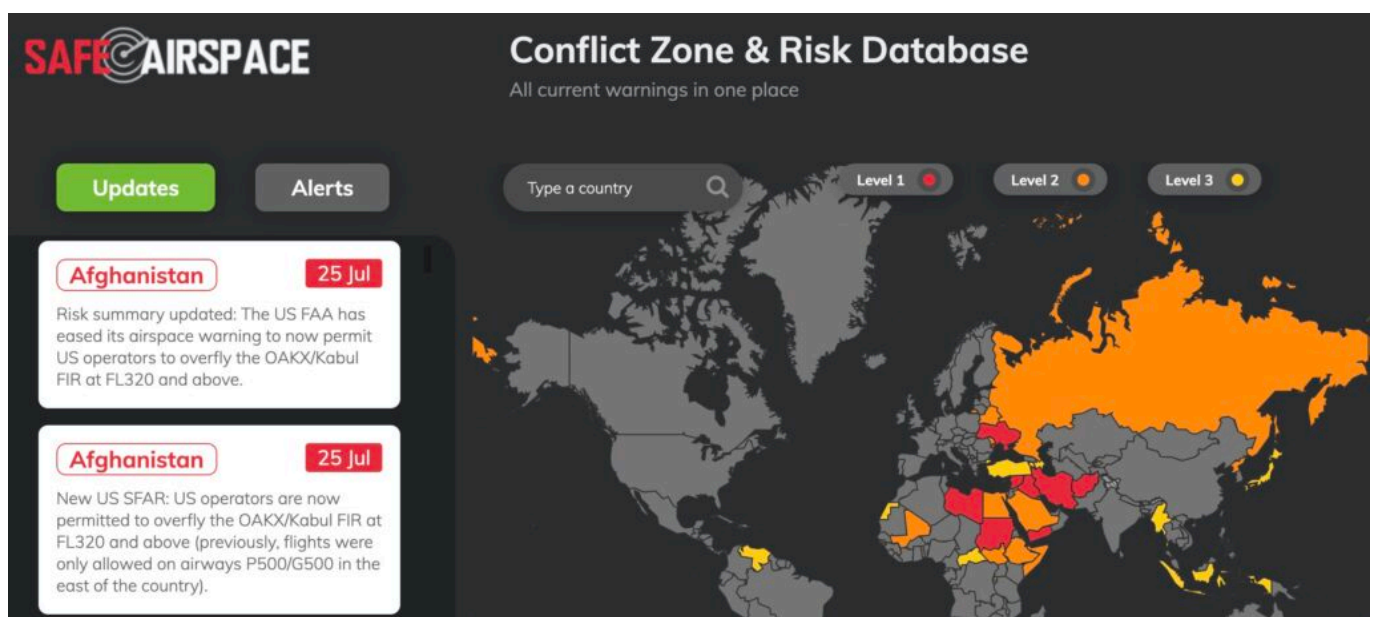 SAFE AIRSPACE
Conflict Zone & Risk Database
All current warnings in one place
Updates
Alerts
Type a country
Level 1
Level 2
Level 3
Afghanistan
25 Jul
Risk summary updated: The US FAA has
eased its airspace warning to now permit
US operators to overfly the OAKX/Kabul
FIR at FL320 and above.
Afghanistan
25 Jul
New US SFAR: US operators are now
permitted to overfly the OAKX/Kabul FIR at
FL320 and above (previously, flights were
only allowed on airways P500/G500 in the
east of the country).